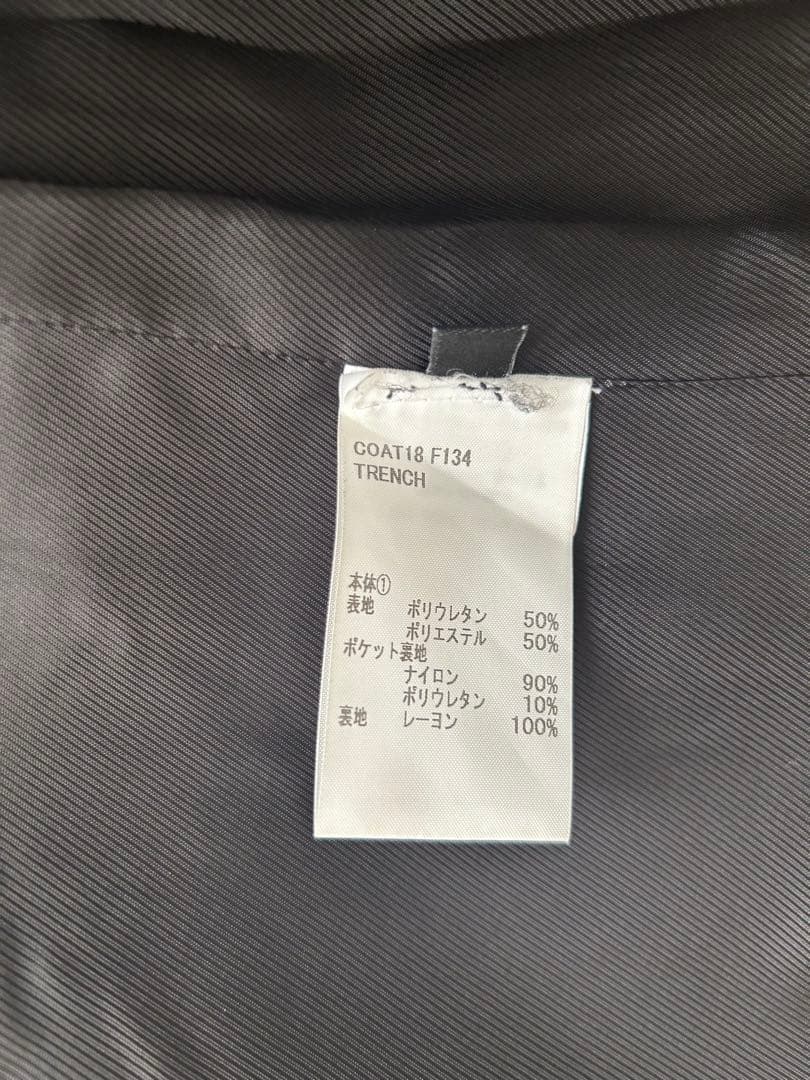 COAT18 F134
TRENCH
本体①
表地 ポリウレタン 50%
ポリエステル 50%
ポケット裏地
ナイロン 90%
ポリウレタン 10%
裏地 レーヨン 100%